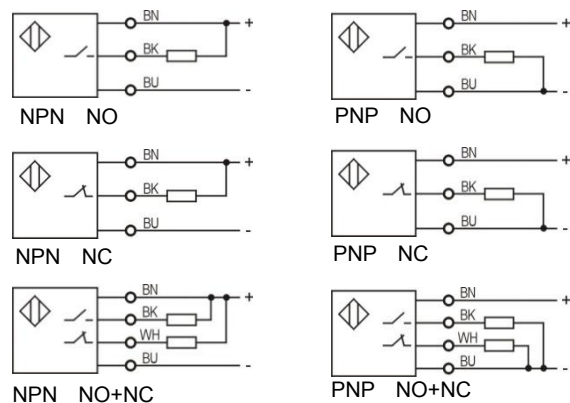 BN +
BK
BU -
NPN NO
BN +
BK
BU -
PNP NO
BN +
BK
BU -
NPN NC
BN +
BK
BU -
PNP NC
BN +
BK
WH
BU -
NPN NO+NC
BN +
BK
WH
BU -
PNP NO+NC